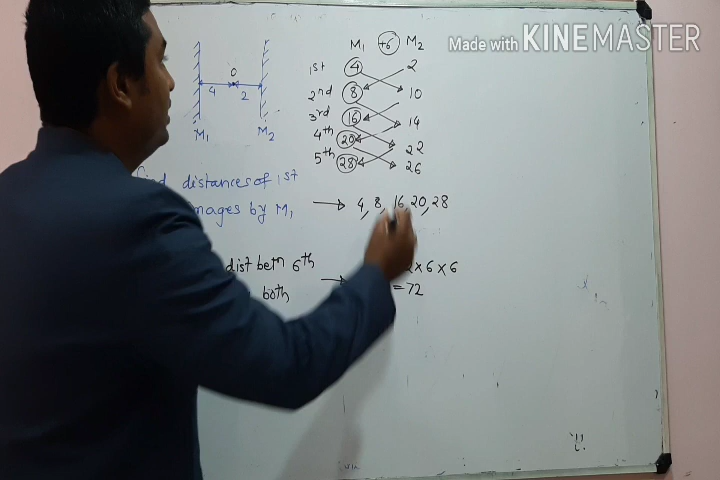 Made with KINEMASTER
M₁ +6 M₂
1st 4 2
2nd 8 10
3rd 16 14
4th 20 22
5th 28 26
O
4 2
M₁ M₂
distances of 1st
images by M₁ → 4, 8, 16, 20, 28
dist betn 6th → 2 × 6 × 6
both = 72